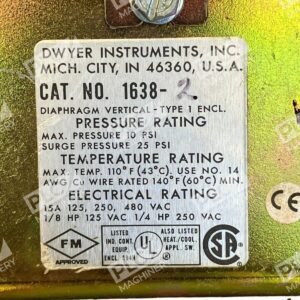 DWYER INSTRUMENTS, INC.
MICH. CITY, IN 46360, U.S.A.
CAT. NO. 1638-2
DIAPHRAGM VERTICAL-TYPE 1 ENCL.
PRESSURE RATING
MAX. PRESSURE 10 PSI
SURGE PRESSURE 25 PSI
TEMPERATURE RATING
MAX. TEMP. 110°F (43°C). USE NO. 14
AWG CU WIRE RATED 140°F (60°C) MIN.
ELECTRICAL RATING
15A 125, 250, 480 VAC
1/8 HP 125 VAC 1/4 HP 250 VAC
FM
APPROVED
LISTED
IND. CONT.
EQUIP.
UL
ALSO LISTED
HEAT/COOL.
APPL. SW.
SA
CE